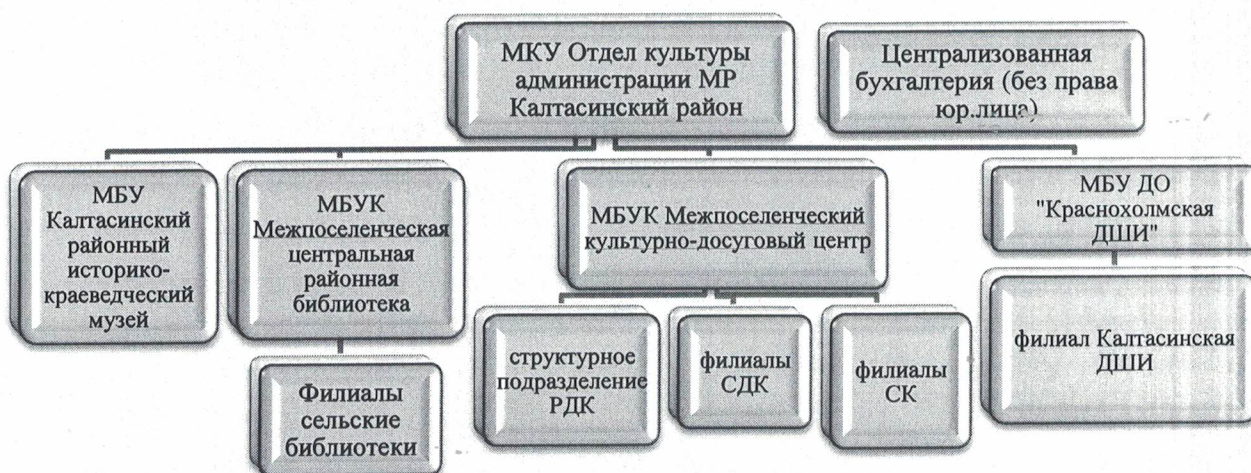 МКУ Отдел культуры
администрации МР
Калтасинский район
Централизованная
бухгалтерия (без права
юр.лица)
МБУ
Калтасинский
районный
историко-
краеведческий
музей
МБУК
Межпоселенческая
центральная
районная
библиотека
МБУК Межпоселенческий
культурно-досуговый центр
МБУ ДО
"Краснохолмская
ДШИ"
Филиалы
сельские
библиотеки
структурное
подразделение
РДК
филиалы
СДК
филиалы
СК
филиал Калтасинская
ДШИ